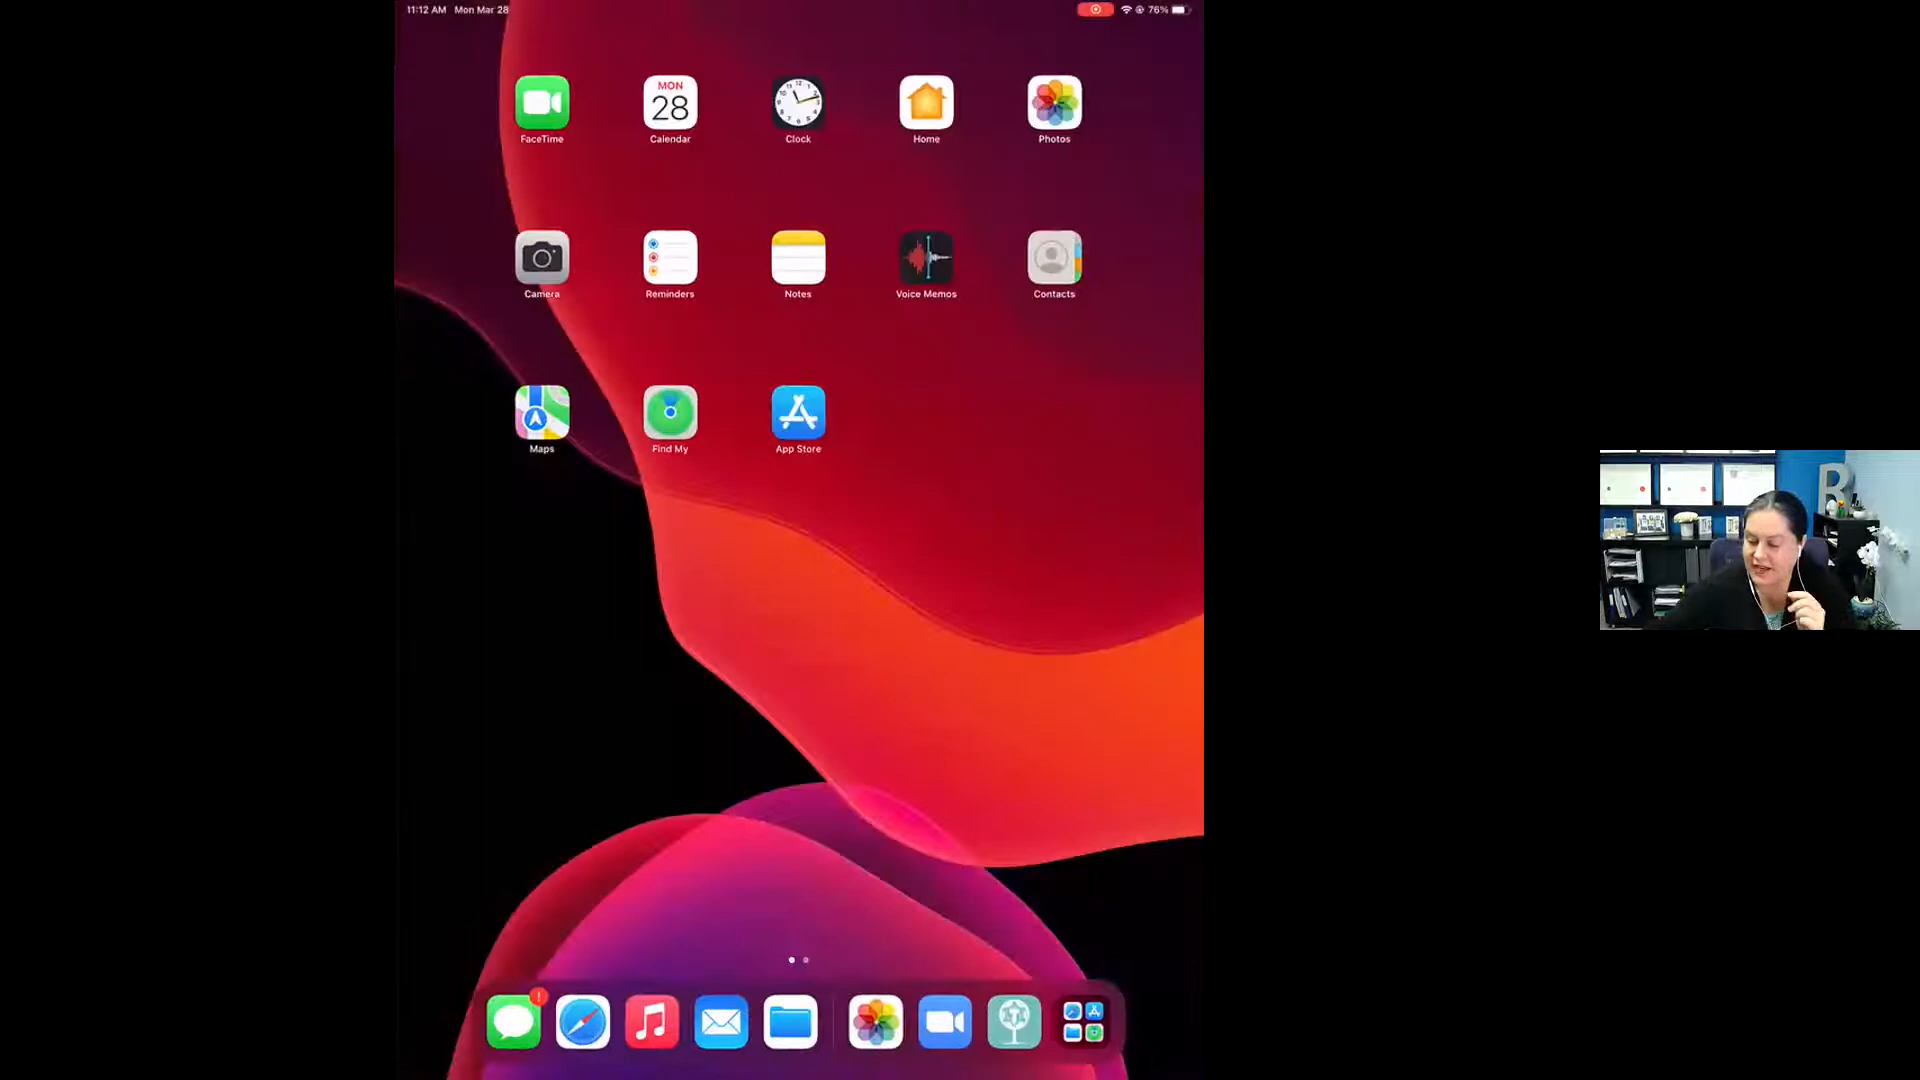 11:12 AM Mon Mar 28
76%
FaceTime
MON
28
Calendar
Clock
Home
Photos
Camera
Reminders
Notes
Voice Memos
Contacts
Maps
Find My
App Store
!
R